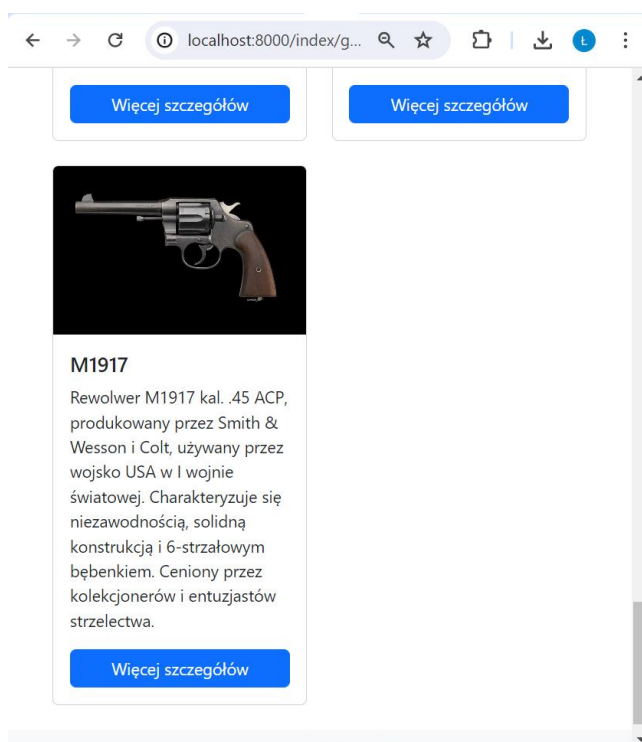 localhost:8000/index/g...
Ł
Więcej szczegółów
Więcej szczegółów
M1917
Rewolwer M1917 kal. .45 ACP,
produkowany przez Smith &
Wesson i Colt, używany przez
wojsko USA w I wojnie
światowej. Charakteryzuje się
niezawodnością, solidną
konstrukcją i 6-strzałowym
bębenkiem. Ceniony przez
kolekcjonerów i entuzjastów
strzelectwa.
Więcej szczegółów